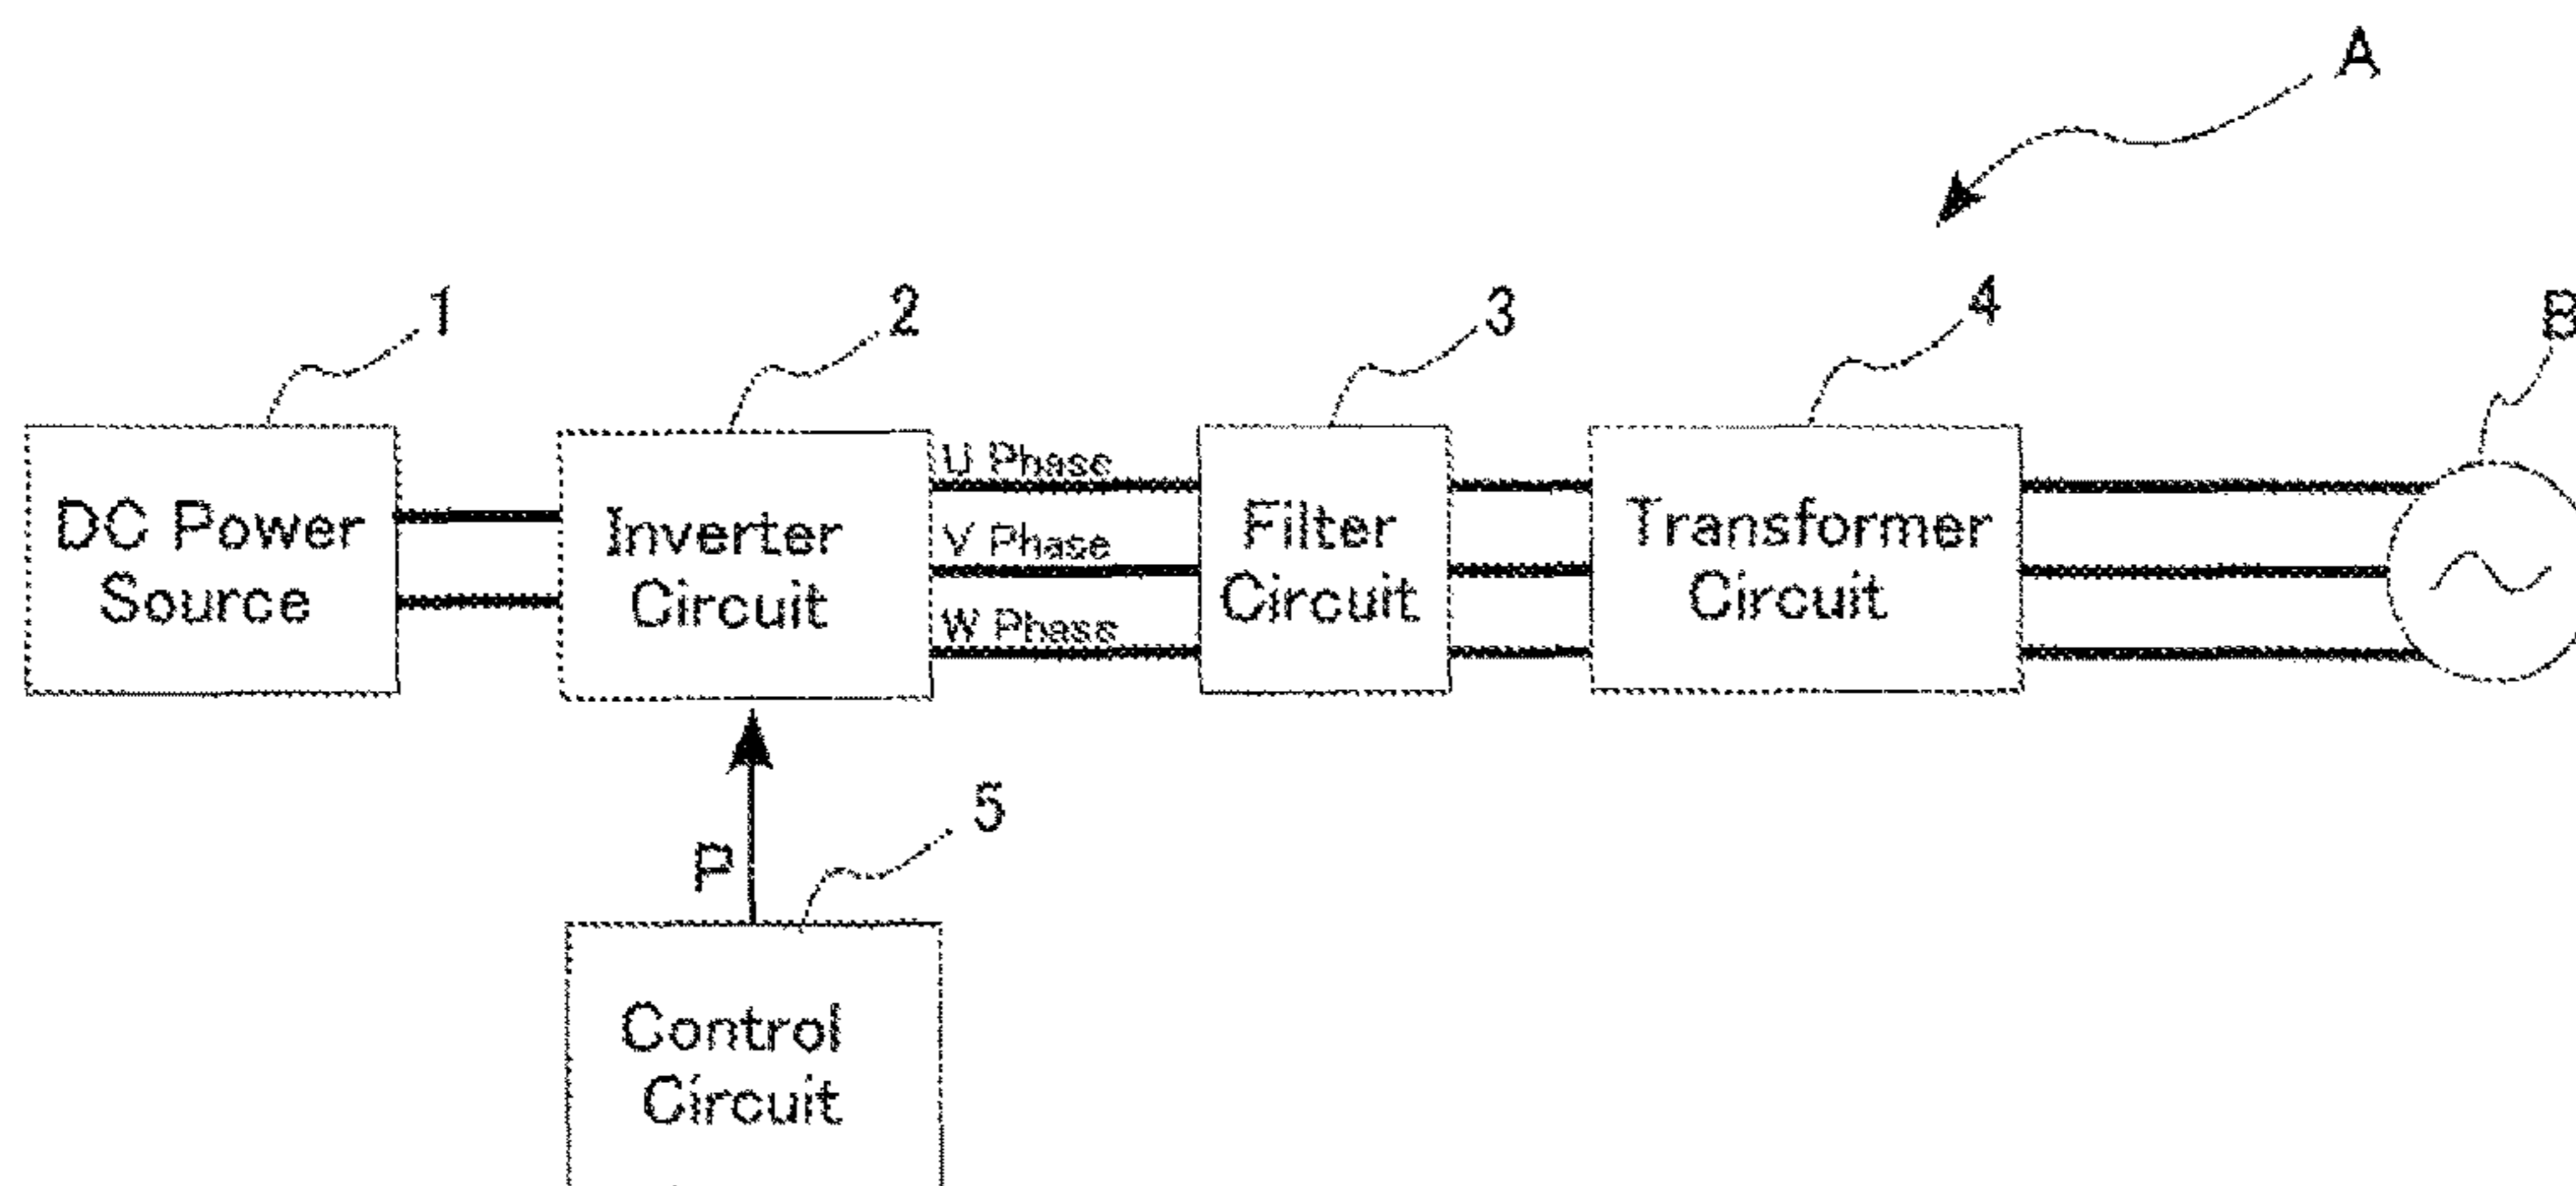 A
1
2
3
4
B
DC Power
Source
Inverter
Circuit
U Phase
V Phase
W Phase
Filter
Circuit
Transformer
Circuit
P
5
Control
Circuit